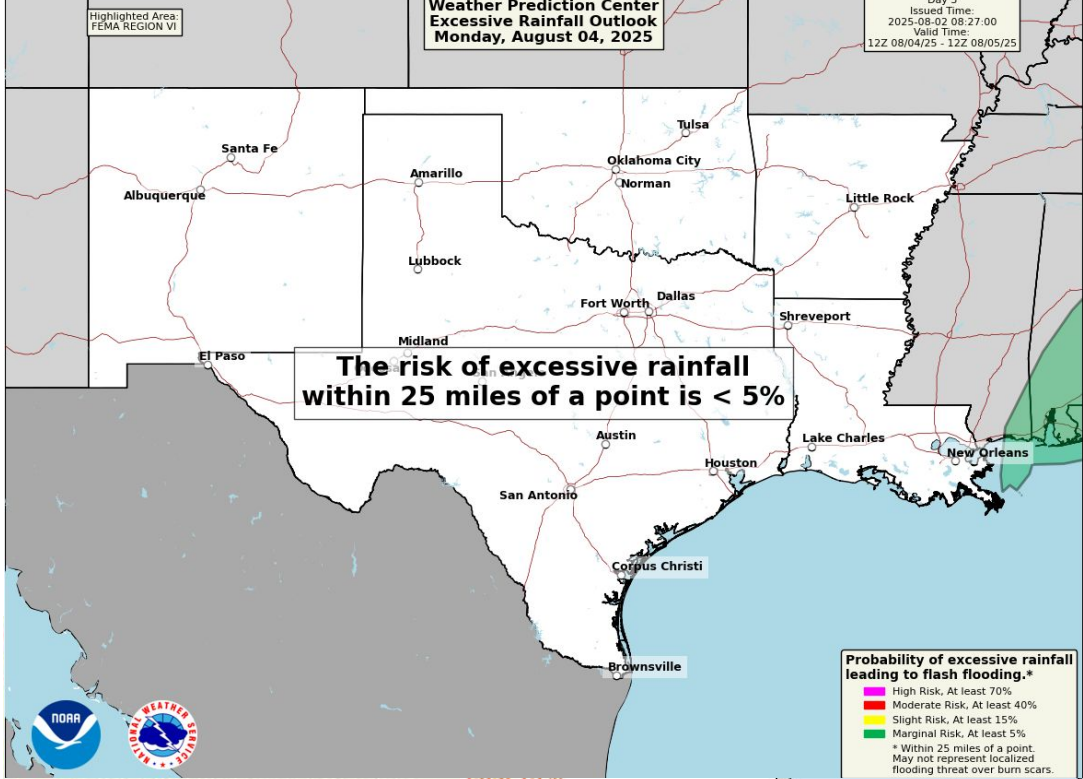 Highlighted Area:
FEMA REGION VI
Weather Prediction Center
Excessive Rainfall Outlook
Monday, August 04, 2025
Day 3
Issued Time:
2025-08-02 08:27:00
Valid Time:
12Z 08/04/25 - 12Z 08/05/25
Tulsa
Santa Fe
Oklahoma City
Amarillo
Norman
Albuquerque
Little Rock
Lubbock
Dallas
Fort Worth
Shreveport
Midland
El Paso
The risk of excessive rainfall
within 25 miles of a point is < 5%
Austin
Lake Charles
New Orleans
Houston
San Antonio
Corpus Christi
Brownsville
Probability of excessive rainfall
leading to flash flooding.*
High Risk, At least 70%
Moderate Risk, At least 40%
Slight Risk, At least 15%
Marginal Risk, At least 5%
* Within 25 miles of a point.
May not represent localized
flooding threat over burn scars.
NOAA
NATIONAL WEATHER SERVICE